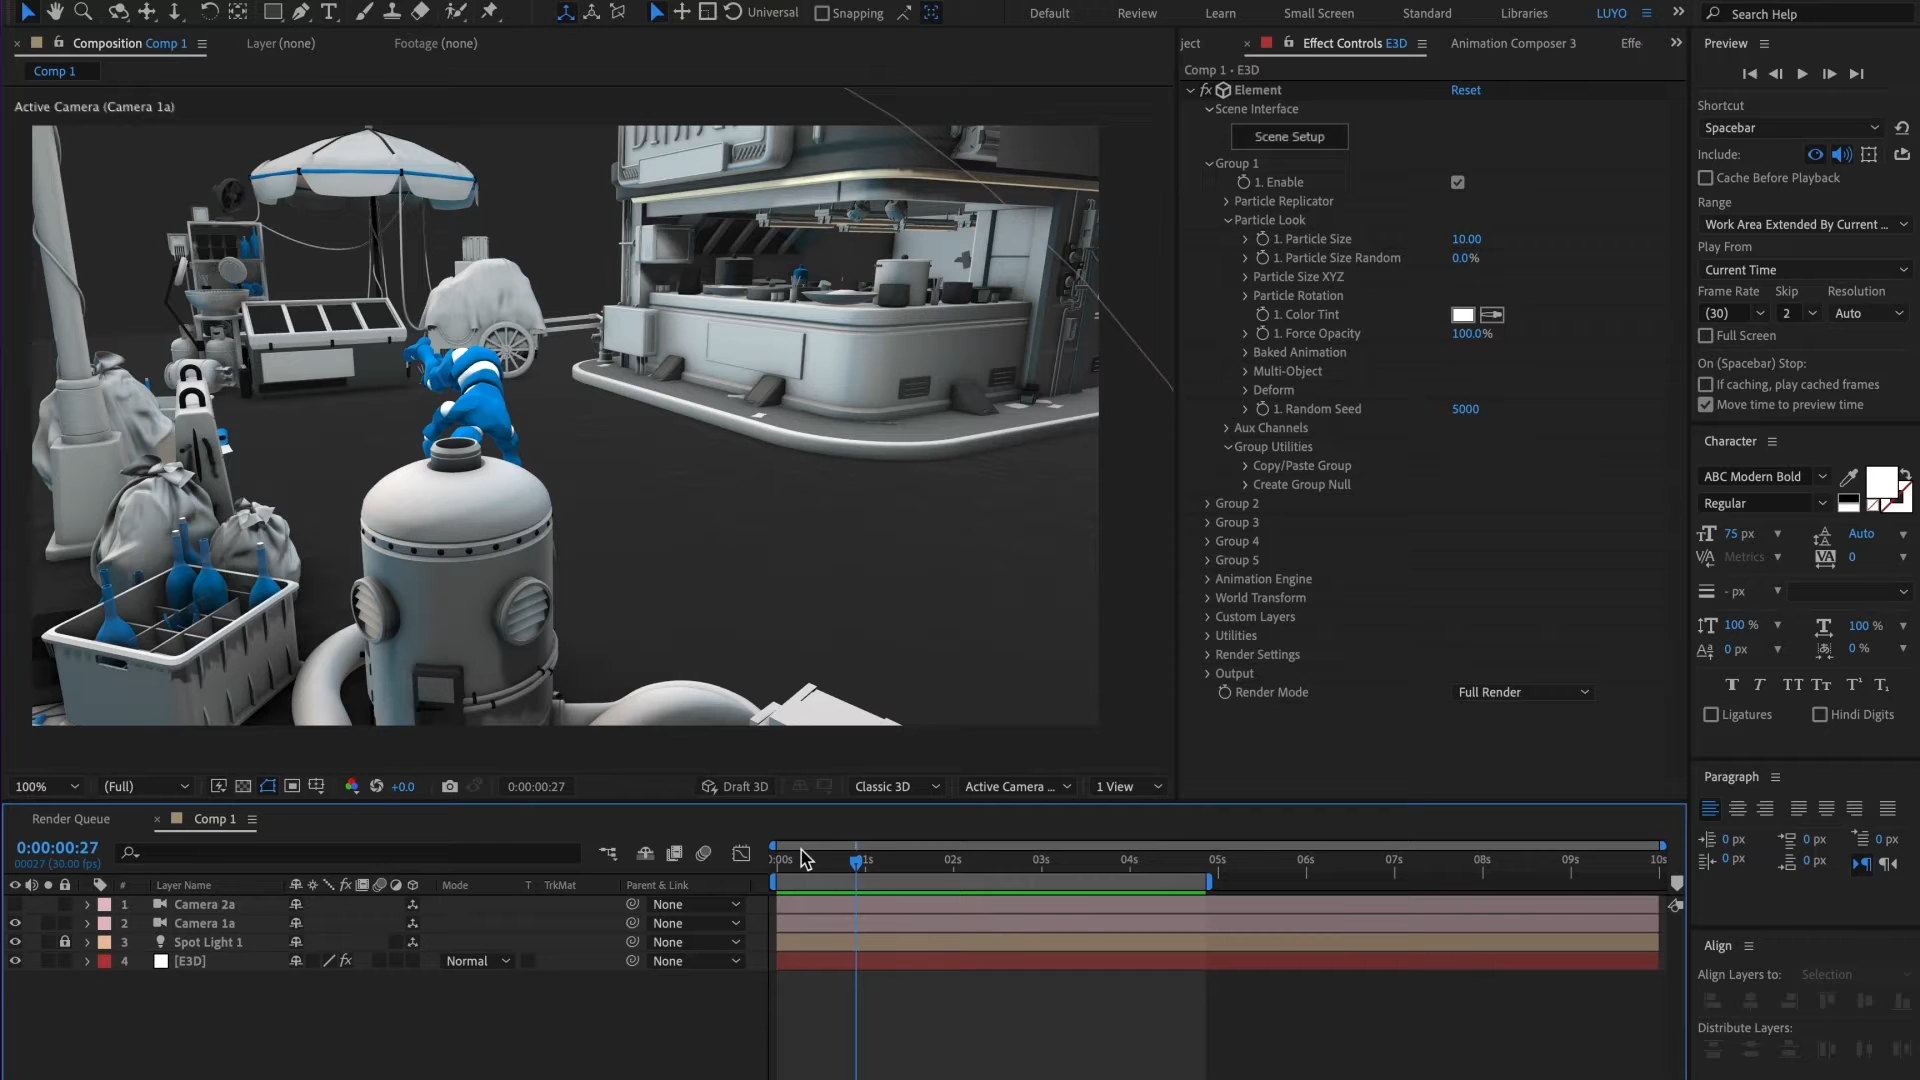 Universal
Snapping
Default
Review
Learn
Small Screen
Standard
Libraries
LUYO
Search Help
Composition Comp 1
Layer (none)
Footage (none)
ject
Effect Controls E3D
Animation Composer 3
Effe
Preview
Comp 1
Comp 1 • E3D
Active Camera (Camera 1a)
fx Element
Reset
Scene Interface
Scene Setup
Group 1
1. Enable
Particle Replicator
Particle Look
1. Particle Size
10.00
1. Particle Size Random
0.0%
Particle Size XYZ
Particle Rotation
1. Color Tint
1. Force Opacity
100.0%
Baked Animation
Multi-Object
Deform
1. Random Seed
5000
Aux Channels
Group Utilities
Copy/Paste Group
Create Group Null
Group 2
Group 3
Group 4
Group 5
Animation Engine
World Transform
Custom Layers
Utilities
Render Settings
Output
Render Mode
Full Render
Shortcut
Spacebar
Include:
Cache Before Playback
Range
Work Area Extended By Current ...
Play From
Current Time
Frame Rate
Skip
Resolution
(30)
2
Auto
Full Screen
On (Spacebar) Stop:
If caching, play cached frames
Move time to preview time
Character
ABC Modern Bold
Regular
75 px
Auto
Metrics
0
- px
100 %
100 %
0 px
0 %
Ligatures
Hindi Digits
Paragraph
0 px
0 px
0 px
0 px
0 px
Align
Align Layers to:
Selection
Distribute Layers:
100%
(Full)
+0.0
0:00:00:27
Draft 3D
Classic 3D
Active Camera ...
1 View
Render Queue
Comp 1
0:00:00:27
00027 (30.00 fps)
:00s
1s
02s
03s
04s
05s
06s
07s
08s
09s
10s
#
Layer Name
fx
Mode
T
TrkMat
Parent & Link
1
Camera 2a
None
2
Camera 1a
None
3
Spot Light 1
None
4
[E3D]
fx
Normal
None